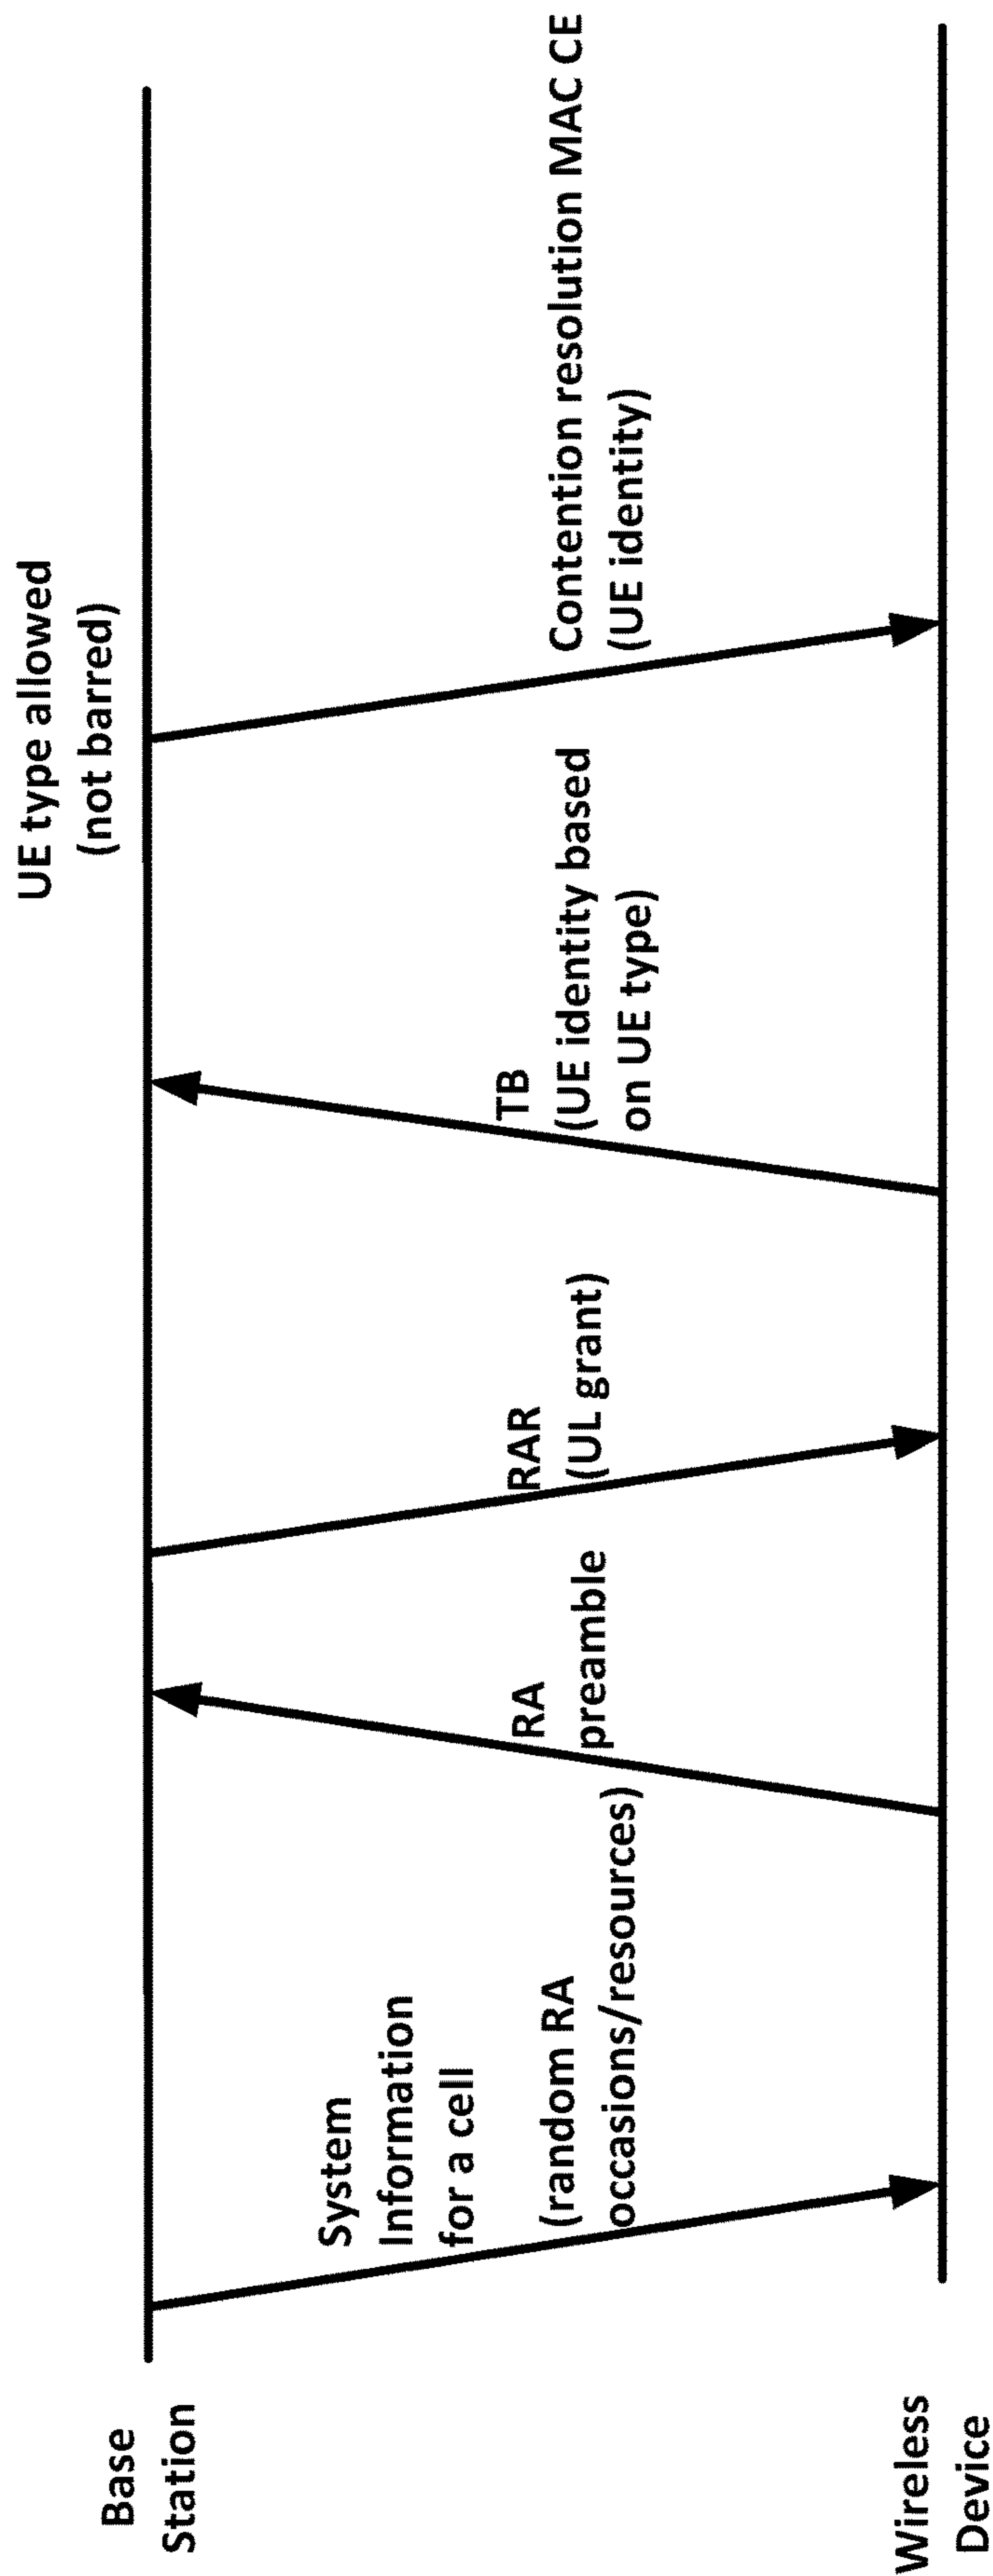 Base
Station
Wireless
Device
System
Information
for a cell
(random RA
occasions/resources)
RA
preamble
RAR
(UL grant)
TB
(UE identity based
on UE type)
UE type allowed
(not barred)
Contention resolution MAC CE
(UE identity)